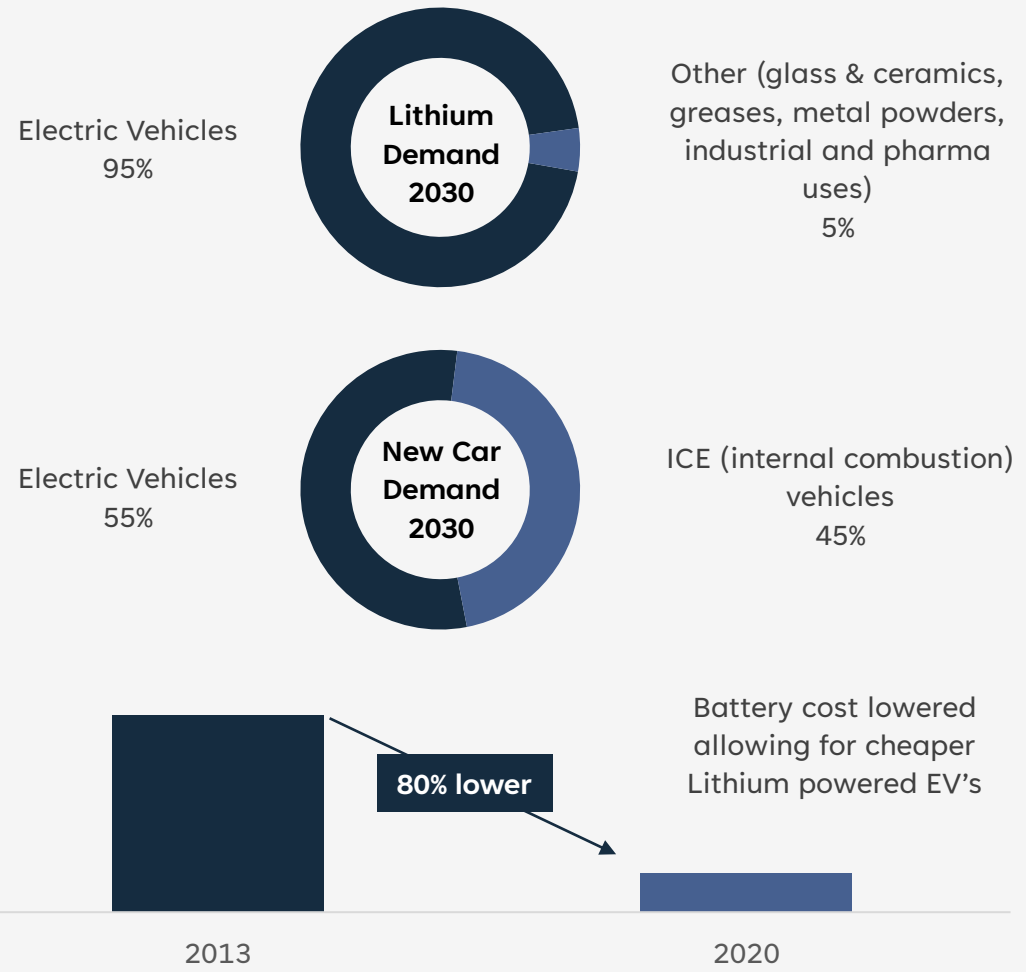 Electric Vehicles
95%
Lithium
Demand
2030
Other (glass & ceramics,
greases, metal powders,
industrial and pharma
uses)
5%
Electric Vehicles
55%
New Car
Demand
2030
ICE (internal combustion)
vehicles
45%
80% lower
Battery cost lowered
allowing for cheaper
Lithium powered EV’s
2013
2020